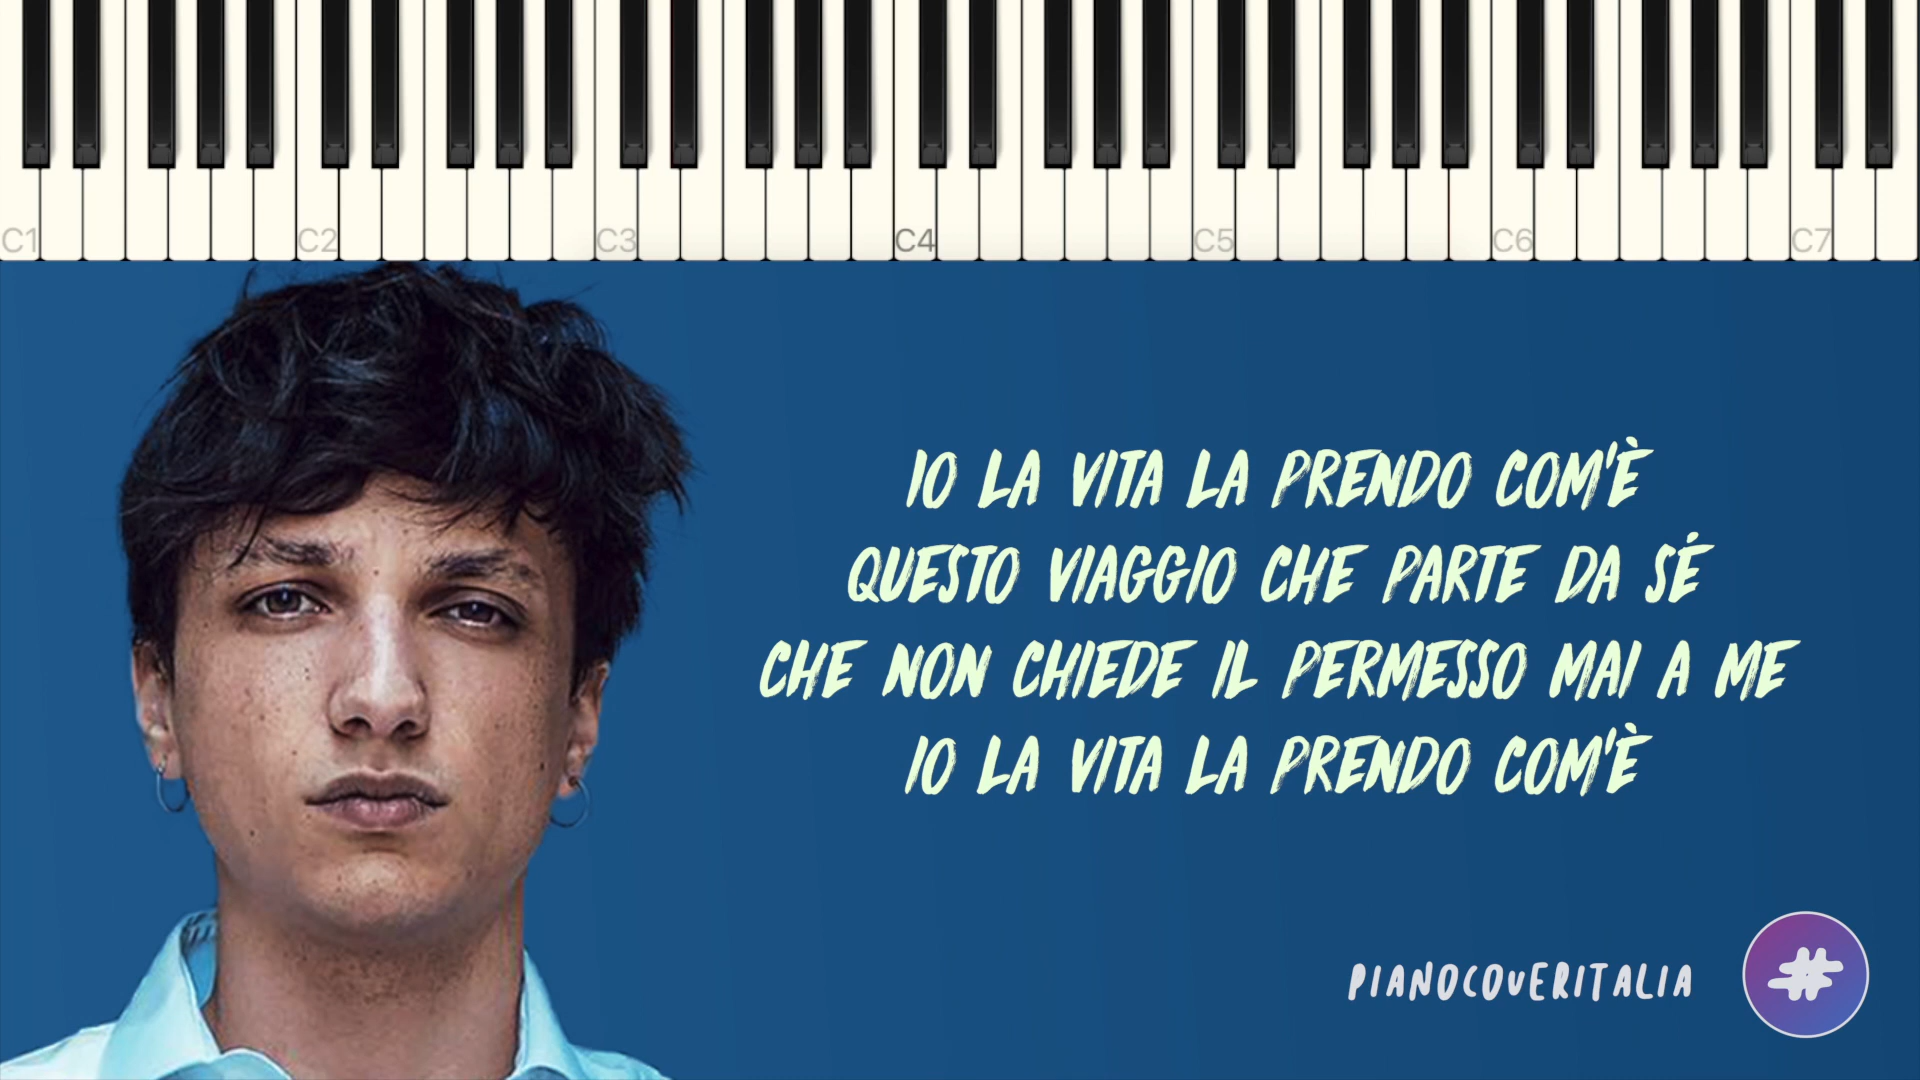 C1 C2 C3 C4 C5 C6 C7
IO LA VITA LA PRENDO COM'È
QUESTO VIAGGIO CHE PARTE DA SÉ
CHE NON CHIEDE IL PERMESSO MAI A ME
IO LA VITA LA PRENDO COM'È
PIANOCOVERITALIA #